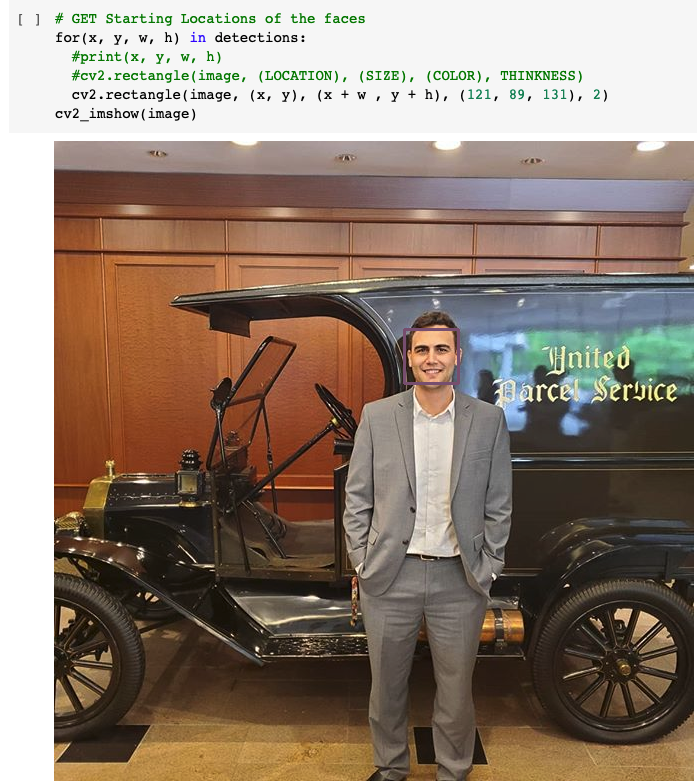 [ ] # GET Starting Locations of the faces
for(x, y, w, h) in detections:
  #print(x, y, w, h)
  #cv2.rectangle(image, (LOCATION), (SIZE), (COLOR), THINKNESS)
  cv2.rectangle(image, (x, y), (x + w , y + h), (121, 89, 131), 2)
cv2_imshow(image)
United
Parcel Service